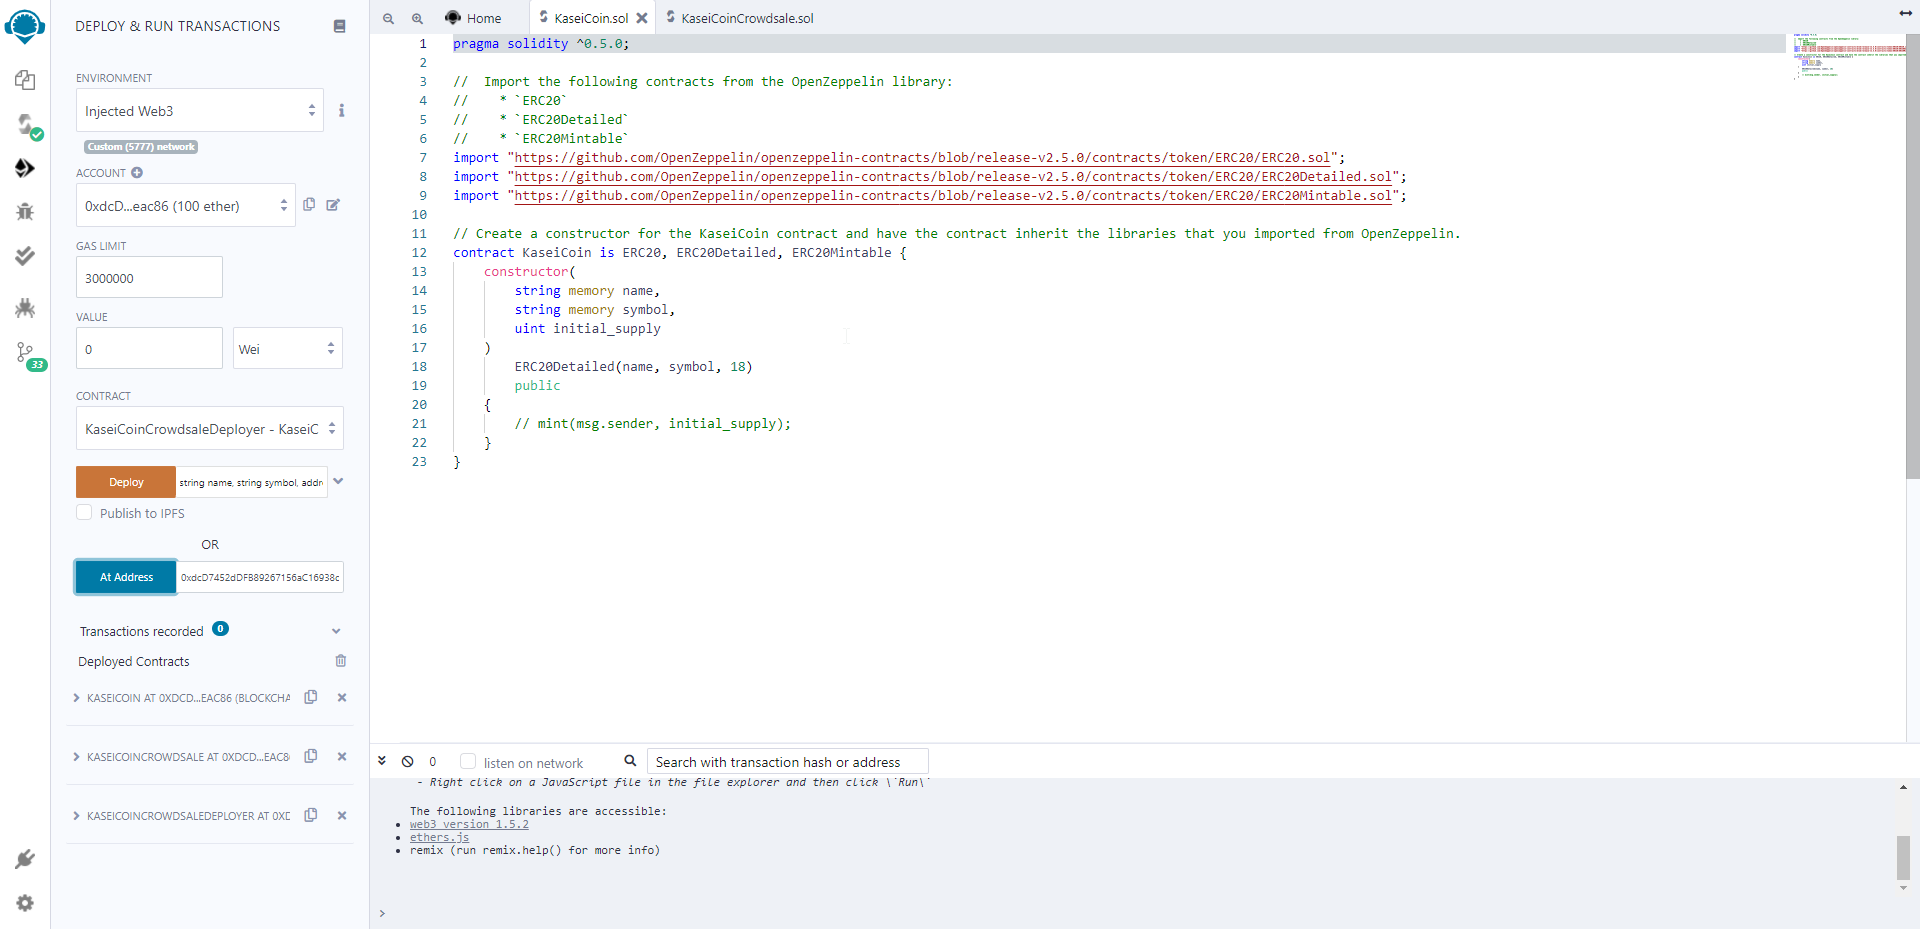 DEPLOY & RUN TRANSACTIONS
ENVIRONMENT
Injected Web3
Custom (5777) network
ACCOUNT
0xdcD...eac86 (100 ether)
GAS LIMIT
3000000
VALUE
0
Wei
CONTRACT
KaseiCoinCrowdsaleDeployer - KaseiC
Deploy
string name, string symbol, addr
Publish to IPFS
OR
At Address
0xdcD7452dDFB89267156aC16938c
Transactions recorded 0
Deployed Contracts
KASEICOIN AT 0XDCD...EAC86 (BLOCKCHA
KASEICOINCROWDSALE AT 0XDCD...EAC8
KASEICOINCROWDSALEDEPLOYER AT 0XD
33
Home
KaseiCoin.sol
KaseiCoinCrowdsale.sol
1 pragma solidity ^0.5.0;
2
3 //  Import the following contracts from the OpenZeppelin library:
4 //    * `ERC20`
5 //    * `ERC20Detailed`
6 //    * `ERC20Mintable`
7 import "https://github.com/OpenZeppelin/openzeppelin-contracts/blob/release-v2.5.0/contracts/token/ERC20/ERC20.sol";
8 import "https://github.com/OpenZeppelin/openzeppelin-contracts/blob/release-v2.5.0/contracts/token/ERC20/ERC20Detailed.sol";
9 import "https://github.com/OpenZeppelin/openzeppelin-contracts/blob/release-v2.5.0/contracts/token/ERC20/ERC20Mintable.sol";
10
11 // Create a constructor for the KaseiCoin contract and have the contract inherit the libraries that you imported from OpenZeppelin.
12 contract KaseiCoin is ERC20, ERC20Detailed, ERC20Mintable {
13     constructor(
14         string memory name,
15         string memory symbol,
16         uint initial_supply
17     )
18         ERC20Detailed(name, symbol, 18)
19         public
20     {
21         // mint(msg.sender, initial_supply);
22     }
23 }
0
listen on network
Search with transaction hash or address
- Right click on a JavaScript file in the file explorer and then click \`Run\`
The following libraries are accessible:
• web3 version 1.5.2
• ethers.js
• remix (run remix.help() for more info)
>